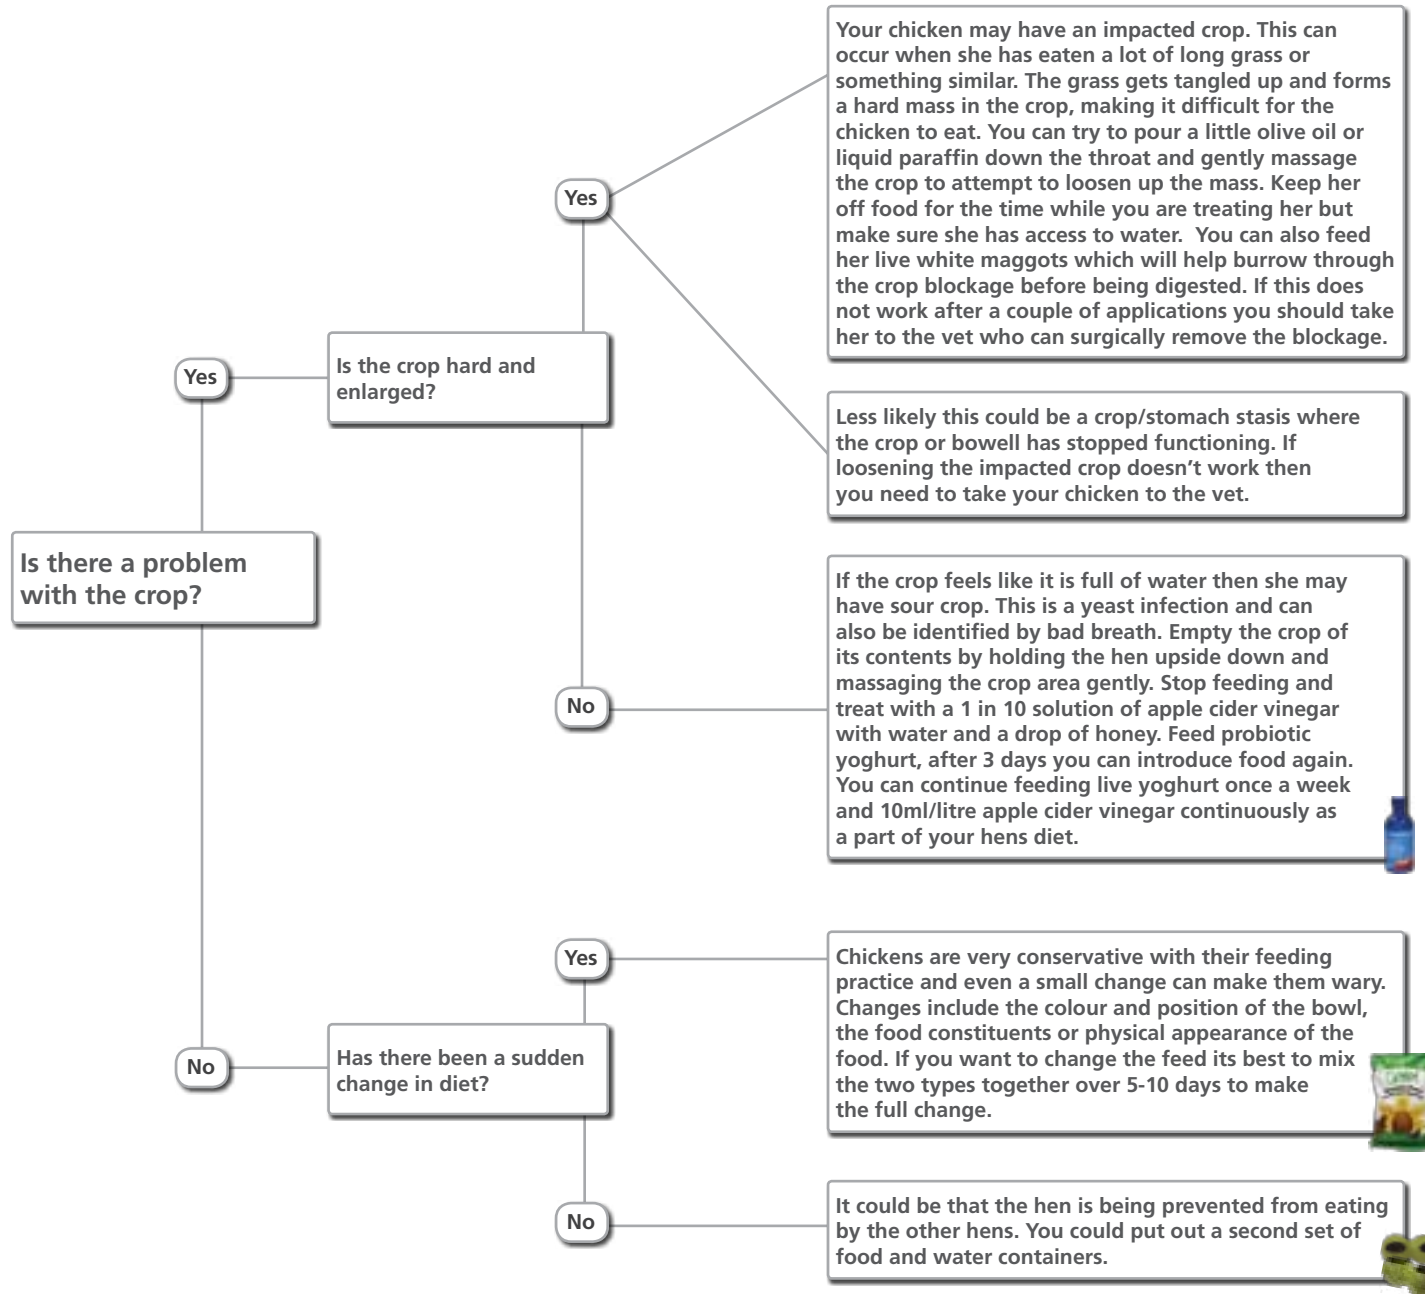 Your chicken may have an impacted crop. This can
occur when she has eaten a lot of long grass or
something similar. The grass gets tangled up and forms
a hard mass in the crop, making it difficult for the
chicken to eat. You can try to pour a little olive oil or
liquid paraffin down the throat and gently massage
the crop to attempt to loosen up the mass. Keep her
off food for the time while you are treating her but
make sure she has access to water.  You can also feed
her live white maggots which will help burrow through
the crop blockage before being digested. If this does
not work after a couple of applications you should take
her to the vet who can surgically remove the blockage.
Yes
Is the crop hard and
enlarged?
Yes
Less likely this could be a crop/stomach stasis where
the crop or bowell has stopped functioning. If
loosening the impacted crop doesn't work then
you need to take your chicken to the vet.
Is there a problem
with the crop?
If the crop feels like it is full of water then she may
have sour crop. This is a yeast infection and can
also be identified by bad breath. Empty the crop of
its contents by holding the hen upside down and
massaging the crop area gently. Stop feeding and
treat with a 1 in 10 solution of apple cider vinegar
with water and a drop of honey. Feed probiotic
yoghurt, after 3 days you can introduce food again.
You can continue feeding live yoghurt once a week
and 10ml/litre apple cider vinegar continuously as
a part of your hens diet.
No
Yes
Chickens are very conservative with their feeding
practice and even a small change can make them wary.
Changes include the colour and position of the bowl,
the food constituents or physical appearance of the
food. If you want to change the feed its best to mix
the two types together over 5-10 days to make
the full change.
No
Has there been a sudden
change in diet?
No
It could be that the hen is being prevented from eating
by the other hens. You could put out a second set of
food and water containers.